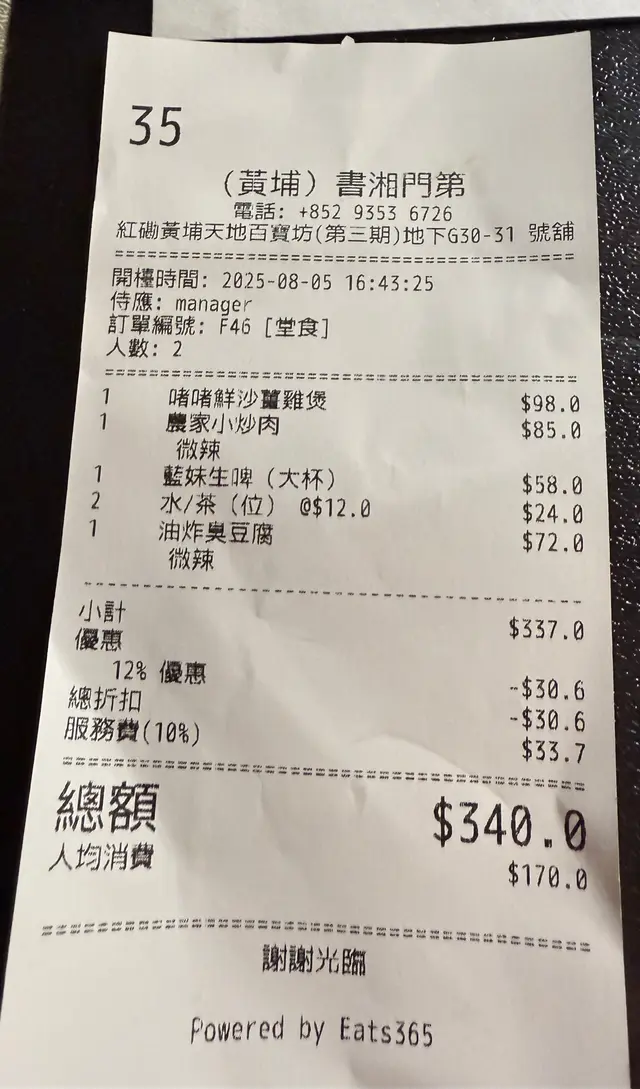 35
(黃埔) 書湘門第
電話: +852 9353 6726
紅磡黃埔天地百寶坊(第三期)地下G30-31 號舖
開檯時間: 2025-08-05 16:43:25
侍應: manager
訂單編號: F46 [堂食]
人數: 2
1 啫啫鮮沙薑雞煲 $98.0
1 農家小炒肉 $85.0
微辣
1 藍妹生啤 (大杯) $58.0
2 水/茶 (位) @$12.0 $24.0
1 油炸臭豆腐 $72.0
微辣
小計 $337.0
優惠
12% 優惠 -$30.6
總折扣 -$30.6
服務費(10%) $33.7
總額 $340.0
人均消費 $170.0
謝謝光臨
Powered by Eats365